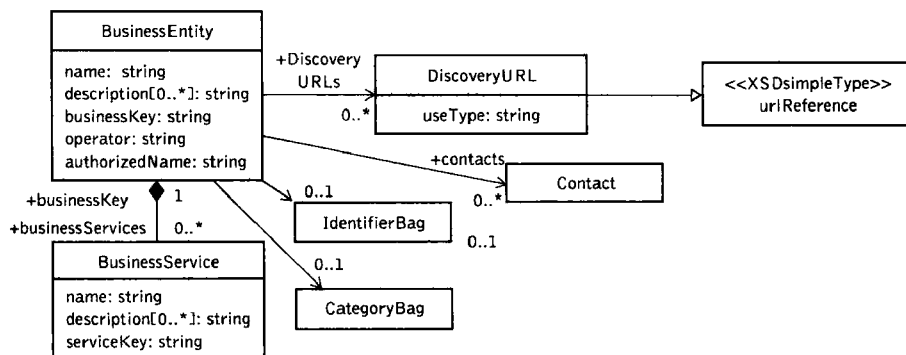 BusinessEntity
name: string
description[0..*]: string
businessKey: string
operator: string
authorizedName: string
+Discovery
URLs
0..*
DiscoveryURL
useType: string
<<XSDsimpleType>>
urlReference
+contacts
0..*
Contact
0..1
IdentifierBag
0..1
+businessKey
1
+businessServices
0..*
0..1
CategoryBag
BusinessService
name: string
description[0..*]: string
serviceKey: string